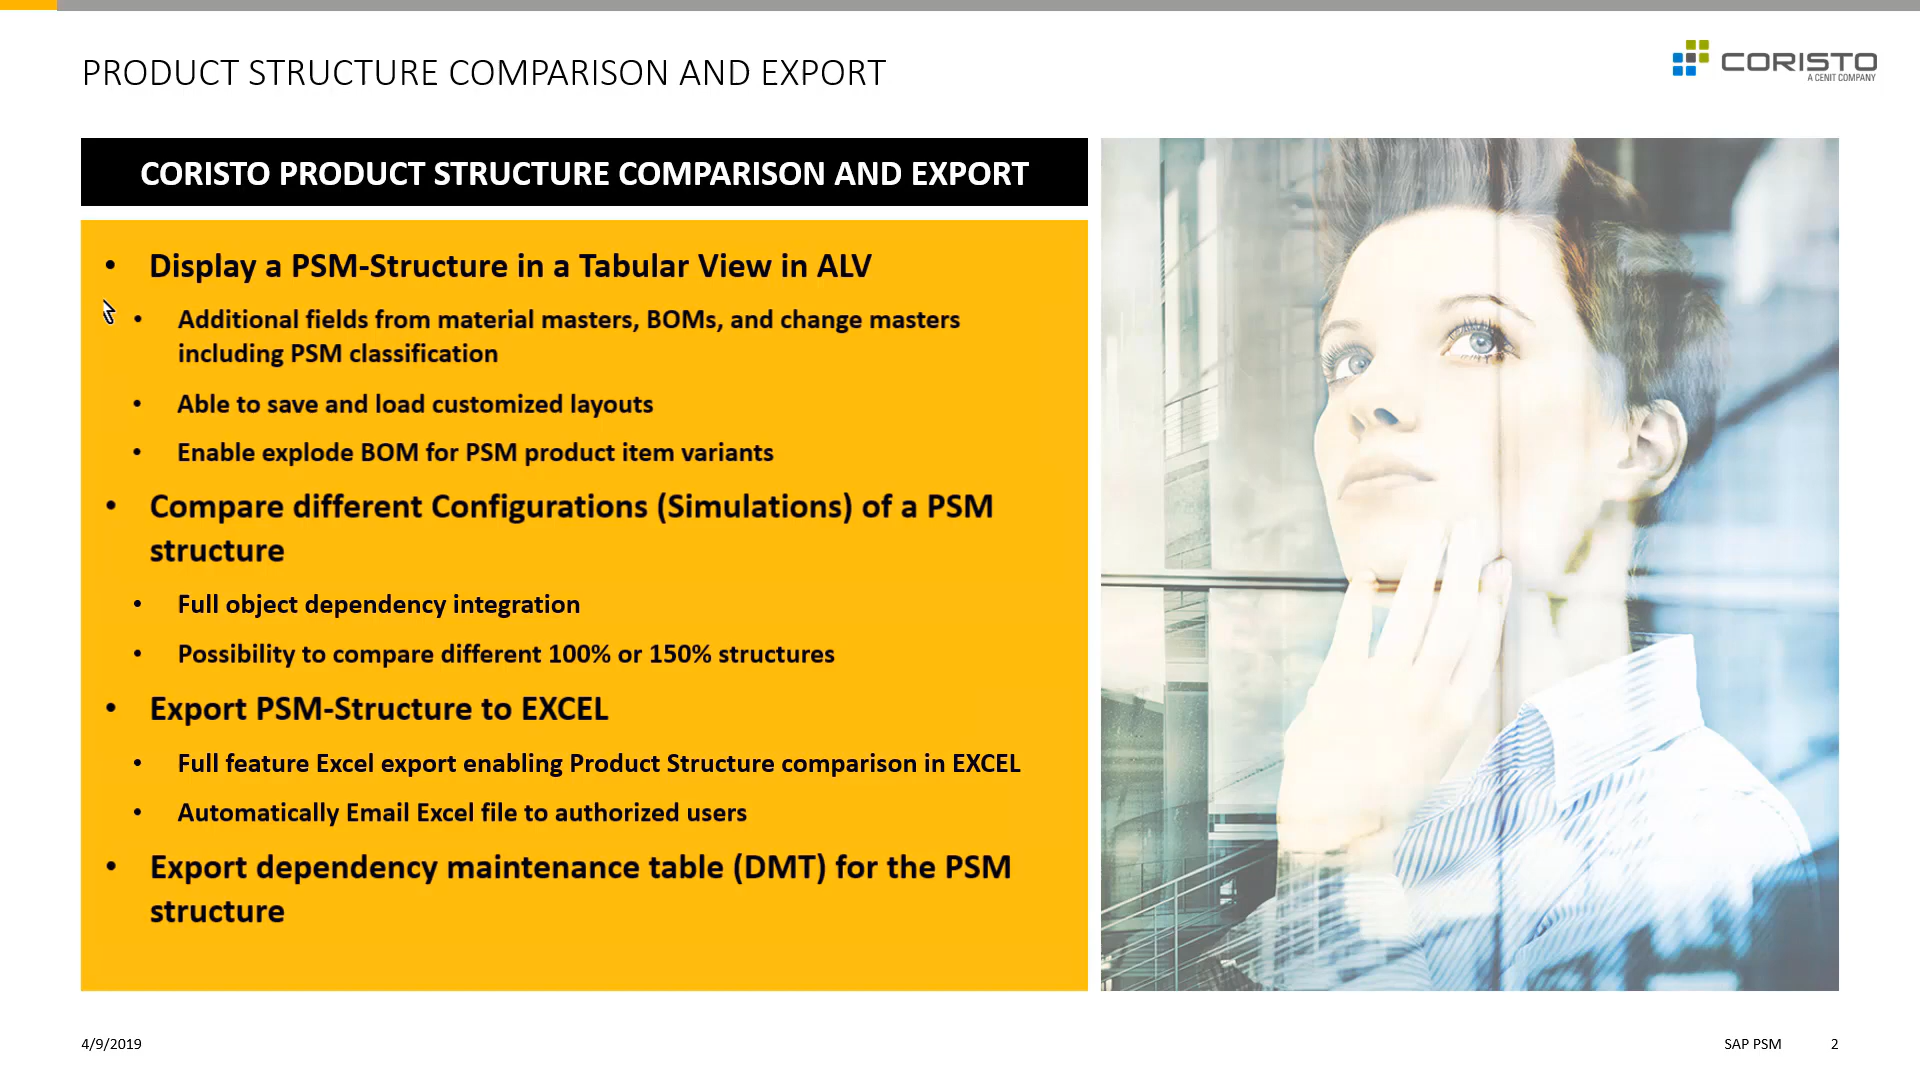 PRODUCT STRUCTURE COMPARISON AND EXPORT
CORISTO
A CENIT COMPANY
CORISTO PRODUCT STRUCTURE COMPARISON AND EXPORT
• Display a PSM-Structure in a Tabular View in ALV
• Additional fields from material masters, BOMs, and change masters
including PSM classification
• Able to save and load customized layouts
• Enable explode BOM for PSM product item variants
• Compare different Configurations (Simulations) of a PSM
structure
• Full object dependency integration
• Possibility to compare different 100% or 150% structures
• Export PSM-Structure to EXCEL
• Full feature Excel export enabling Product Structure comparison in EXCEL
• Automatically Email Excel file to authorized users
• Export dependency maintenance table (DMT) for the PSM
structure
4/9/2019
SAP PSM 2